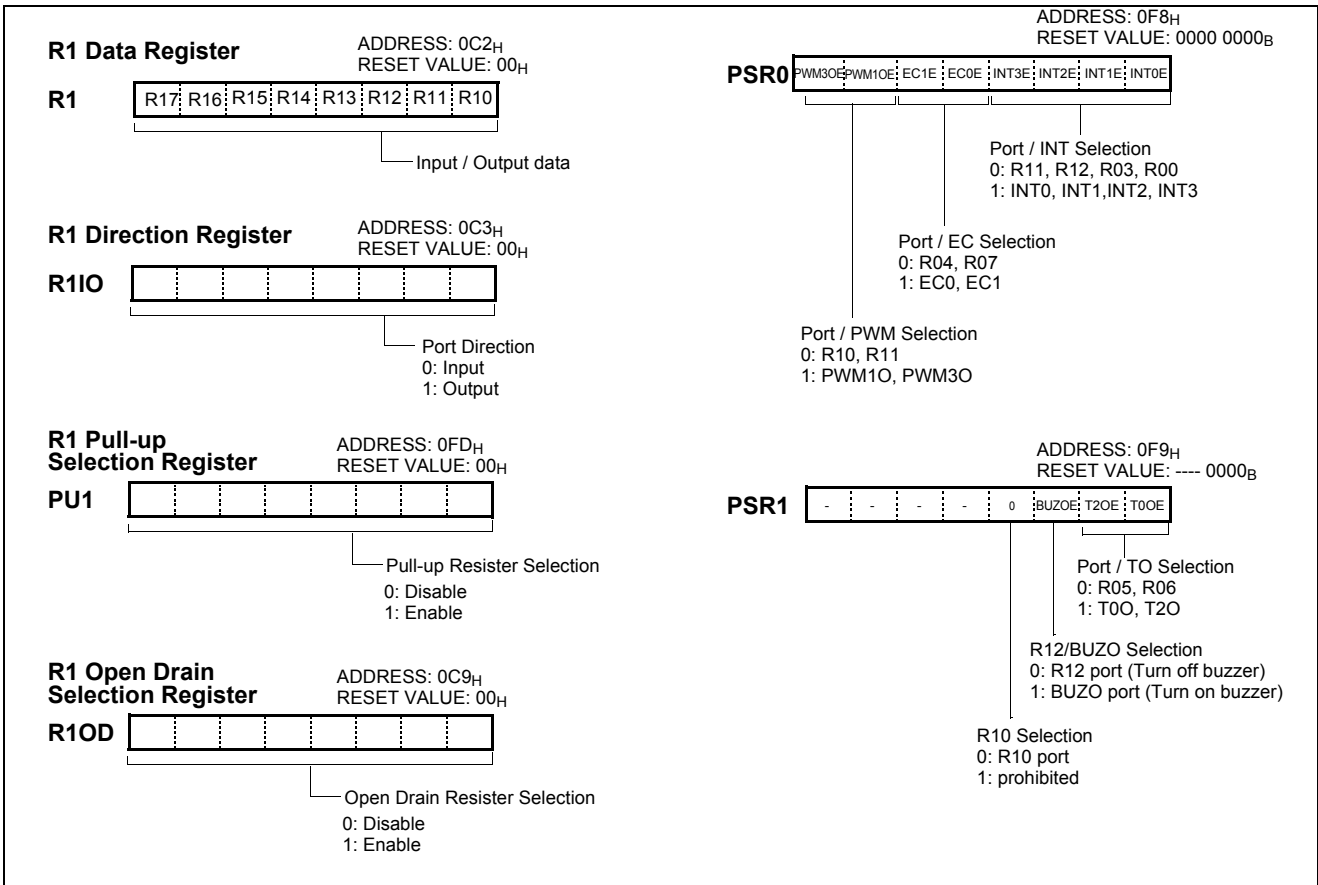 R1 Data Register
ADDRESS: 0C2H
RESET VALUE: 00H
R1
R17 R16 R15 R14 R13 R12 R11 R10
Input / Output data
R1 Direction Register
ADDRESS: 0C3H
RESET VALUE: 00H
R1IO
Port Direction
0: Input
1: Output
R1 Pull-up
Selection Register
ADDRESS: 0FDH
RESET VALUE: 00H
PU1
Pull-up Resister Selection
0: Disable
1: Enable
R1 Open Drain
Selection Register
ADDRESS: 0C9H
RESET VALUE: 00H
R1OD
Open Drain Resister Selection
0: Disable
1: Enable
ADDRESS: 0F8H
RESET VALUE: 0000 0000B
PSR0
PWM3OE PWM1OE EC1E EC0E INT3E INT2E INT1E INT0E
Port / INT Selection
0: R11, R12, R03, R00
1: INT0, INT1,INT2, INT3
Port / EC Selection
0: R04, R07
1: EC0, EC1
Port / PWM Selection
0: R10, R11
1: PWM1O, PWM3O
ADDRESS: 0F9H
RESET VALUE: ---- 0000B
PSR1
- - - - 0 BUZOE T2OE T0OE
Port / TO Selection
0: R05, R06
1: T0O, T2O
R12/BUZO Selection
0: R12 port (Turn off buzzer)
1: BUZO port (Turn on buzzer)
R10 Selection
0: R10 port
1: prohibited